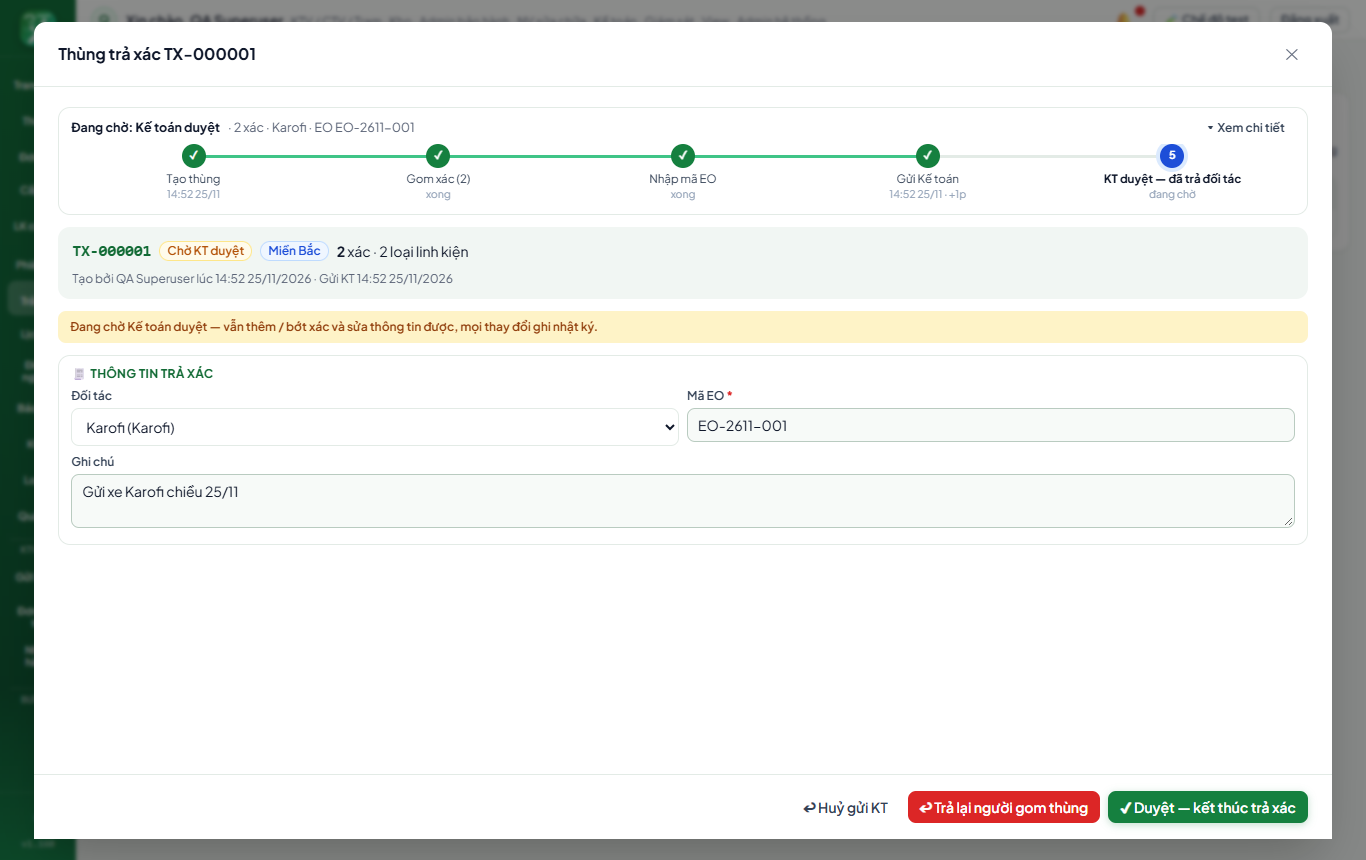 Thùng trả xác TX-000001
Đang chờ: Kế toán duyệt · 2 xác · Karofi · EO EO-2611-001
Xem chi tiết
5
Tạo thùng
Gom xác (2)
Nhập mã EO
Gửi Kế toán
KT duyệt — đã trả đối tác
14:52 25/11
xong
xong
14:52 25/11 · +1p
đang chờ
TX-000001 Chờ KT duyệt Miền Bắc 2 xác · 2 loại linh kiện
Tạo bởi QA Superuser lúc 14:52 25/11/2026 · Gửi KT 14:52 25/11/2026
Đang chờ Kế toán duyệt — vẫn thêm / bớt xác và sửa thông tin được, mọi thay đổi ghi nhật ký.
THÔNG TIN TRẢ XÁC
Đối tác
Mã EO *
Karofi (Karofi)
EO-2611-001
Ghi chú
Gửi xe Karofi chiều 25/11
Huỷ gửi KT
Trả lại người gom thùng
Duyệt — kết thúc trả xác